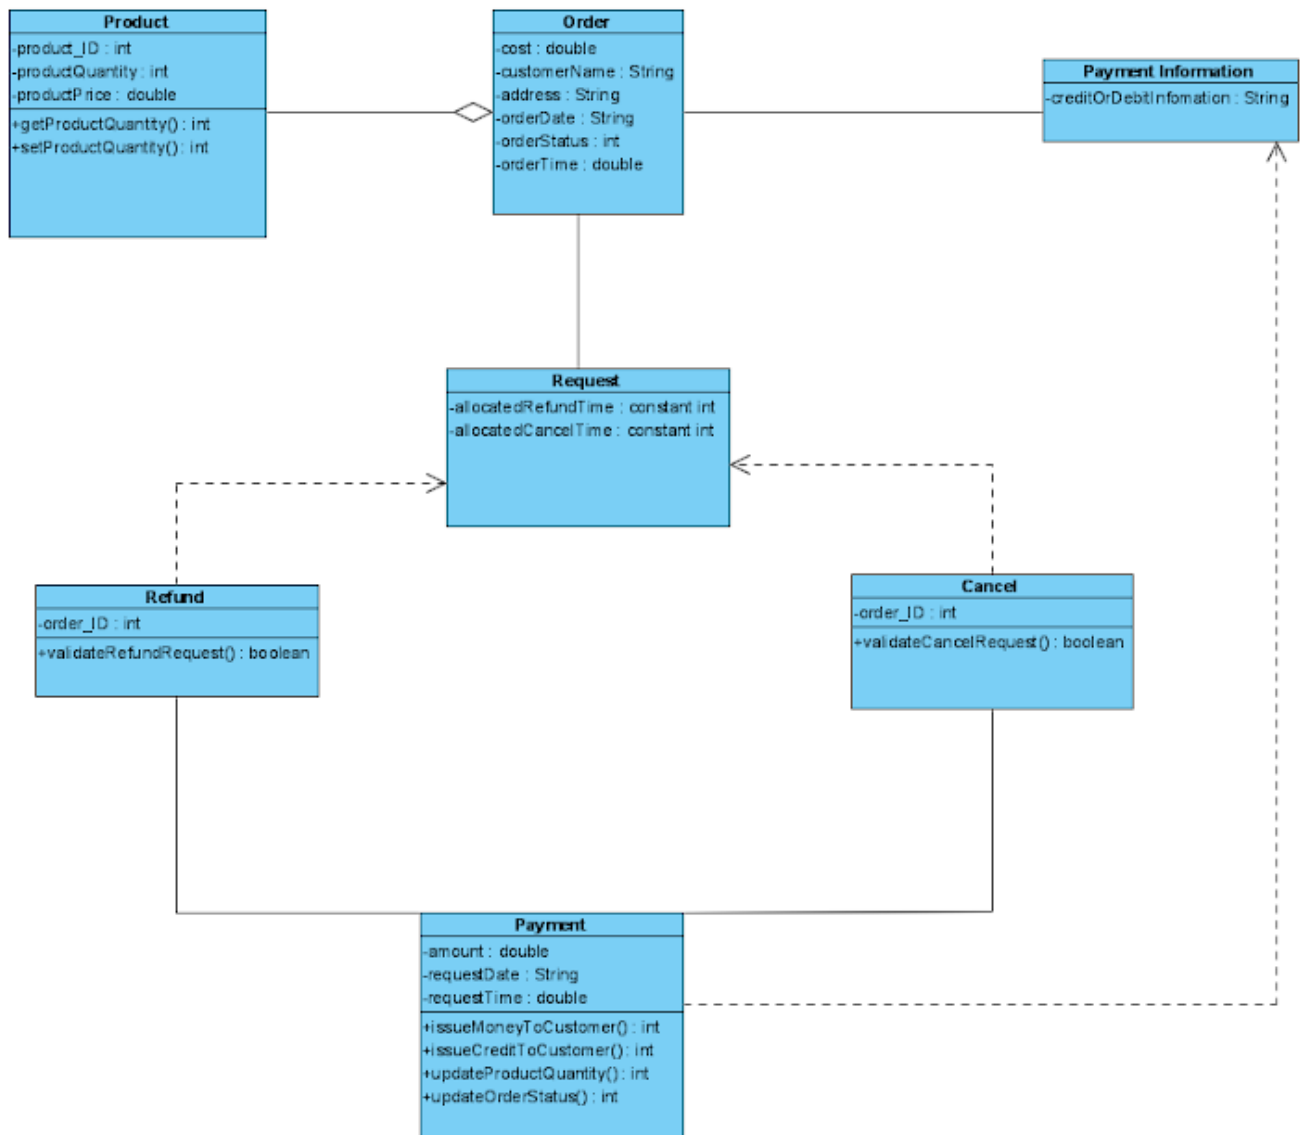 Product
-product_ID : int
-productQuantity : int
-productPrice : double
+getProductQuantity() : int
+setProductQuantity() : int
Order
-cost : double
-customerName : String
-address : String
-orderDate : String
-orderStatus : int
-orderTime : double
Payment Information
-creditOrDebitInfomation : String
Request
-allocatedRefundTime : constant int
-allocatedCancelTime : constant int
Refund
-order_ID : int
+validateRefundRequest() : boolean
Cancel
-order_ID : int
+validateCancelRequest() : boolean
Payment
-amount : double
-requestDate : String
-requestTime : double
+issueMoneyToCustomer() : int
+issueCreditToCustomer() : int
+updateProductQuantity() : int
+updateOrderStatus() : int